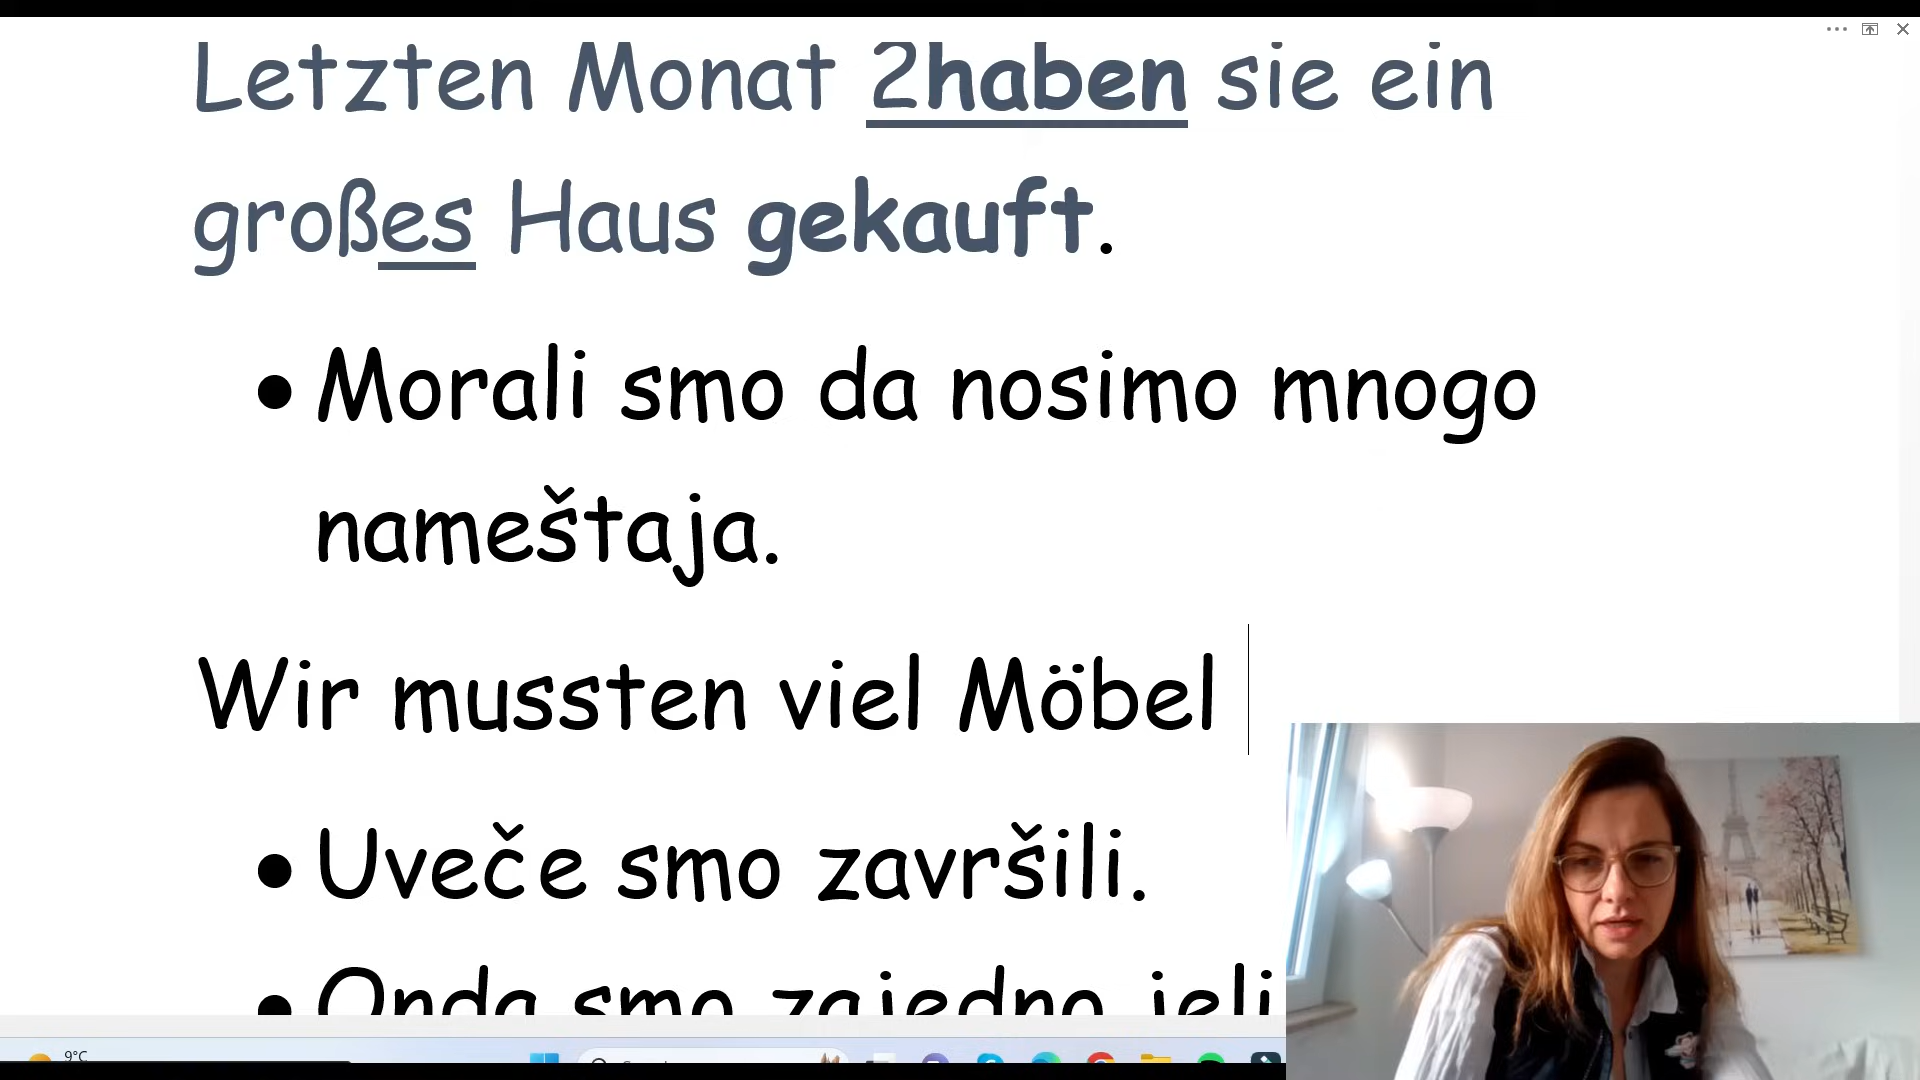 Letzten Monat 2haben sie ein
großes Haus gekauft.
• Morali smo da nosimo mnogo
nameštaja.
Wir mussten viel Möbel
• Uveče smo završili.
• Onda smo zajedno jeli
9°C